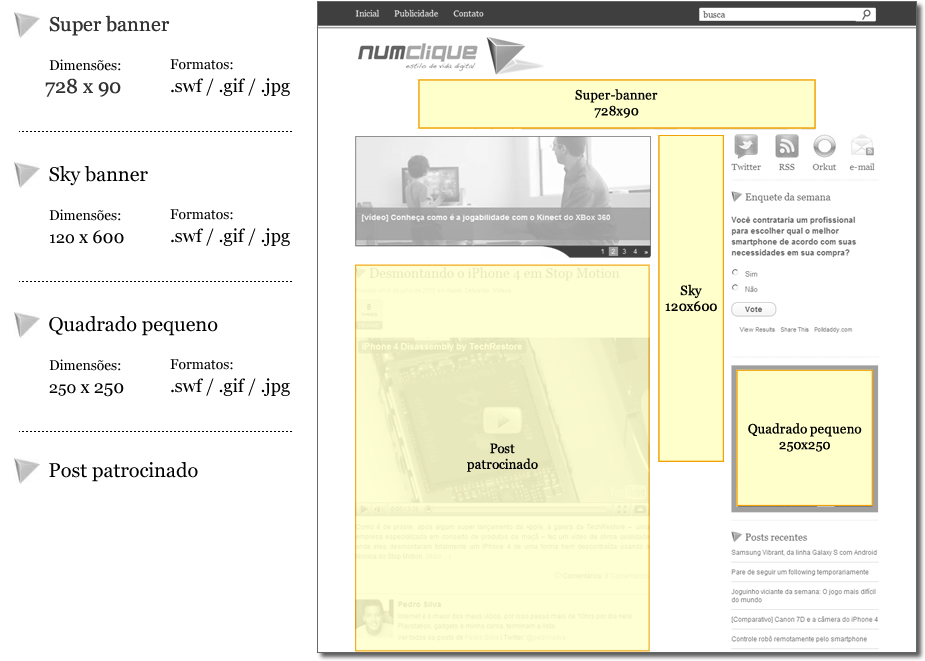 Super banner
Dimensões:
728 x 90
Formatos:
.swf / .gif / .jpg
Sky banner
Dimensões:
120 x 600
Formatos:
.swf / .gif / .jpg
Quadrado pequeno
Dimensões:
250 x 250
Formatos:
.swf / .gif / .jpg
Post patrocinado
Inicial Publicidade Contato
busca
numclique
estilo de vida digital
Super-banner
728x90
[vídeo] Conheça como é a jogabilidade com o Kinect do XBox 360
1 2 3 4 »
Desmontando o iPhone 4 em Stop Motion
iPhone 4 Disassembly by TechRestore
Post
patrocinado
Pedro Silva
Sky
120x600
Twitter RSS Orkut e-mail
Enquete da semana
Você contrataria um profissional
para escolher qual o melhor
smartphone de acordo com suas
necessidades em sua compra?
Sim
Não
Vote
View Results Share This Polldaddy.com
Quadrado pequeno
250x250
Posts recentes
Samsung Vibrant, da linha Galaxy S com Android
Pare de seguir um following temporariamente
Joguinho viciante da semana: O jogo mais difícil
do mundo
[Comparativo] Canon 7D e a câmera do iPhone 4
Controle robô remotamente pelo smartphone